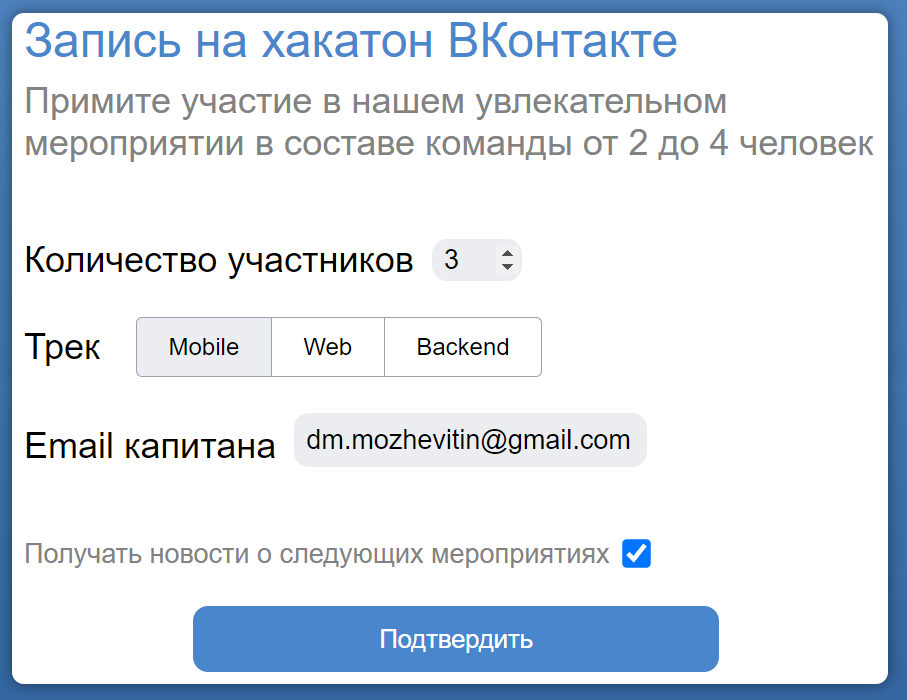 Запись на хакатон ВКонтакте
Примите участие в нашем увлекательном
мероприятии в составе команды от 2 до 4 человек
Количество участников 3
Трек Mobile Web Backend
Email капитана dm.mozhevitin@gmail.com
Получать новости о следующих мероприятиях
Подтвердить